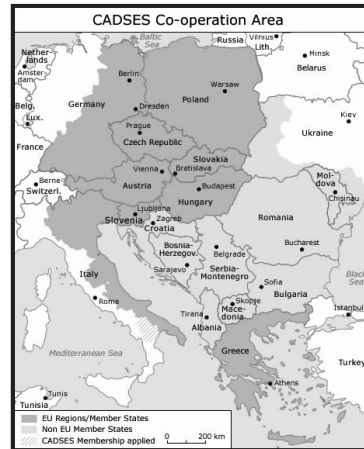 CADSES Co-operation Area
Baltic
Sea
Russia
Vilnius
Lith.
Minsk
Belarus
Nether-
lands
Amster-
dam
Berlin
Warsaw
Germany
Poland
Belg.
Lux.
Dresden
Kiev
Prague
Czech Republic
Ukraine
France
Slovakia
Vienna
Bratislava
Mol-
dova
Berne
Switzerl.
Austria
Budapest
Chisinau
Hungary
Ljubljana
Slovenia
Zagreb
Croatia
Romania
Bosnia-
Herzegov.
Belgrade
Bucharest
Sarajevo
Serbia-
Montenegro
Black
Sea
Italy
Sofia
Bulgaria
Rome
Skopje
Tirana
Mace-
donia
Istanbul
Albania
Mediterranean Sea
Greece
Turkey
Athens
Tunis
Tunisia
EU Regions/Member States
Non EU Member States
CADSES Membership applied
0 200 km